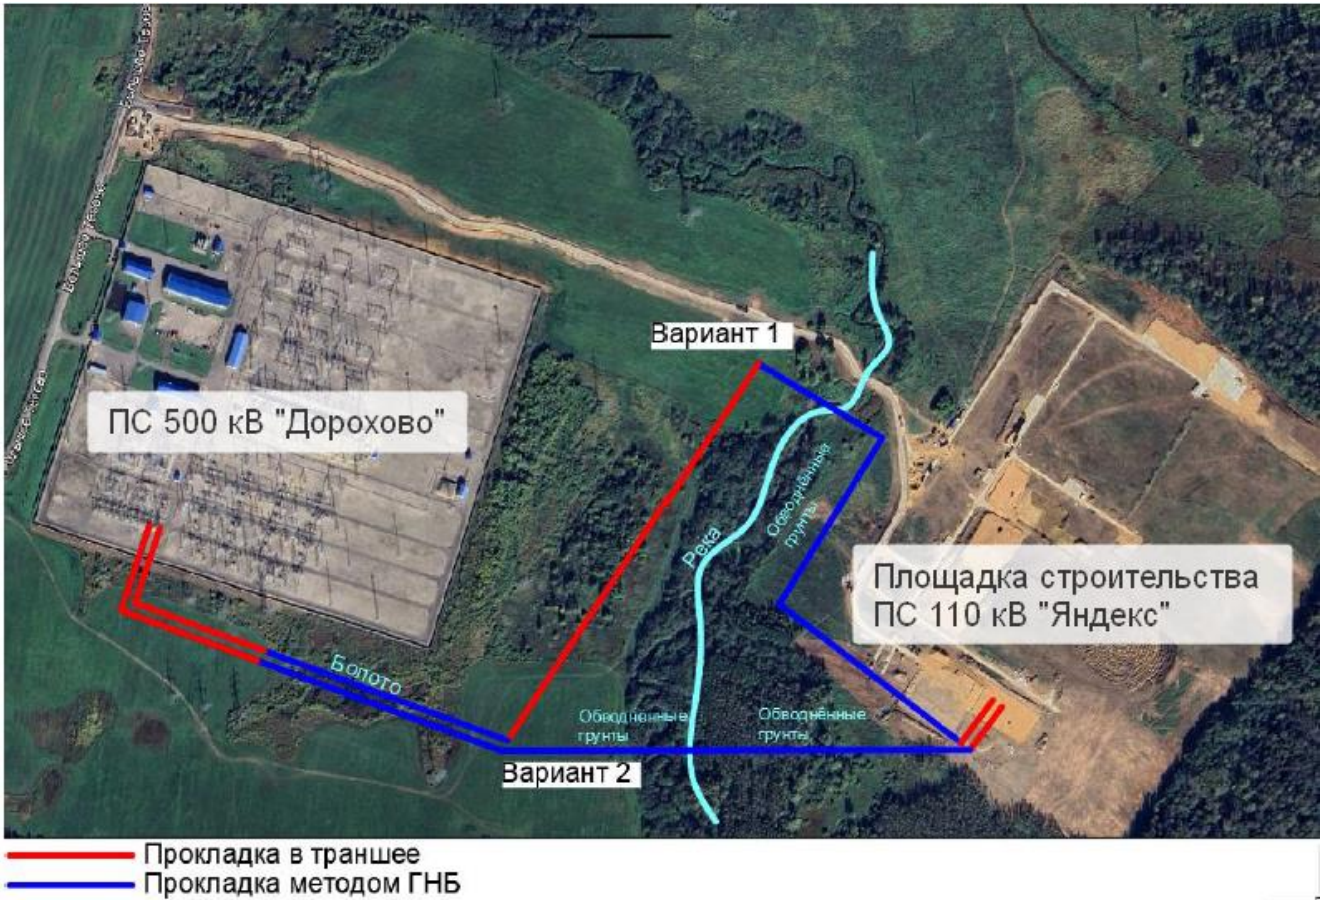 Вариант 1
ПС 500 кВ "Дорохово"
Обводнённые
грунты
Река
Площадка строительства
ПС 110 кВ "Яндекс"
Болото
Обводнённые
грунты
Обводнённые
грунты
Вариант 2
Прокладка в траншее
Прокладка методом ГНБ